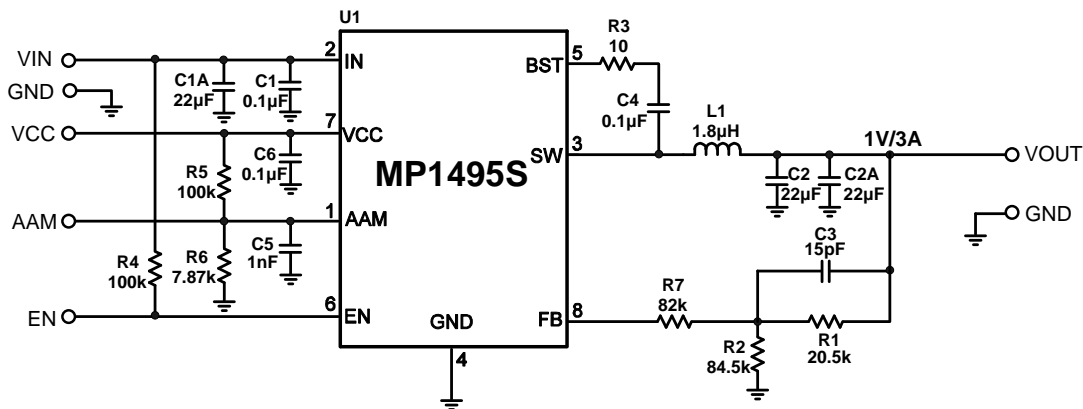 U1
VIN
GND
VCC
AAM
EN
C1A
22µF
C1
0.1µF
R5
100k
C6
0.1µF
R4
100k
R6
7.87k
C5
1nF
2
IN
7
VCC
1
AAM
6
EN
MP1495S
GND
4
BST
5
SW
3
FB
8
R3
10
C4
0.1µF
L1
1.8µH
1V/3A
VOUT
C2
22µF
C2A
22µF
GND
C3
15pF
R7
82k
R2
84.5k
R1
20.5k